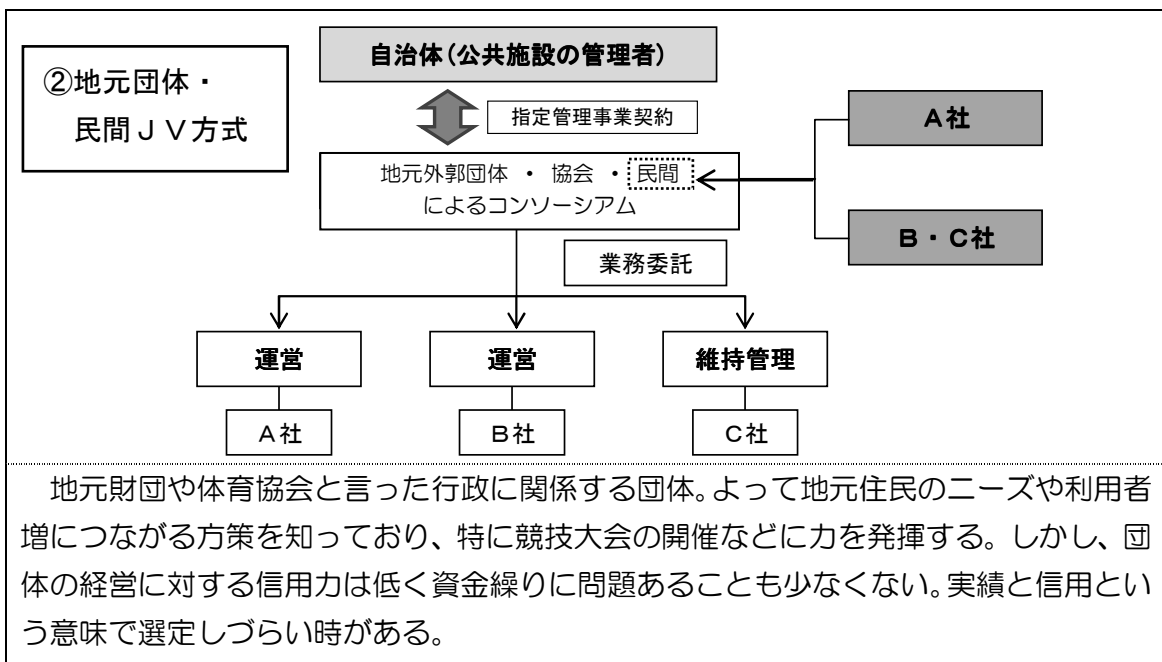 ②地元団体・
民間ＪＶ方式
自治体（公共施設の管理者）
指定管理事業契約
地元外郭団体 ・ 協会 ・ 民間
によるコンソーシアム
A社
B・C社
業務委託
運営
運営
維持管理
A社
B社
C社
地元財団や体育協会と言った行政に関係する団体。よって地元住民のニーズや利用者
増につながる方策を知っており、特に競技大会の開催などに力を発揮する。しかし、団
体の経営に対する信用力は低く資金繰りに問題あることも少なくない。実績と信用とい
う意味で選定しづらい時がある。